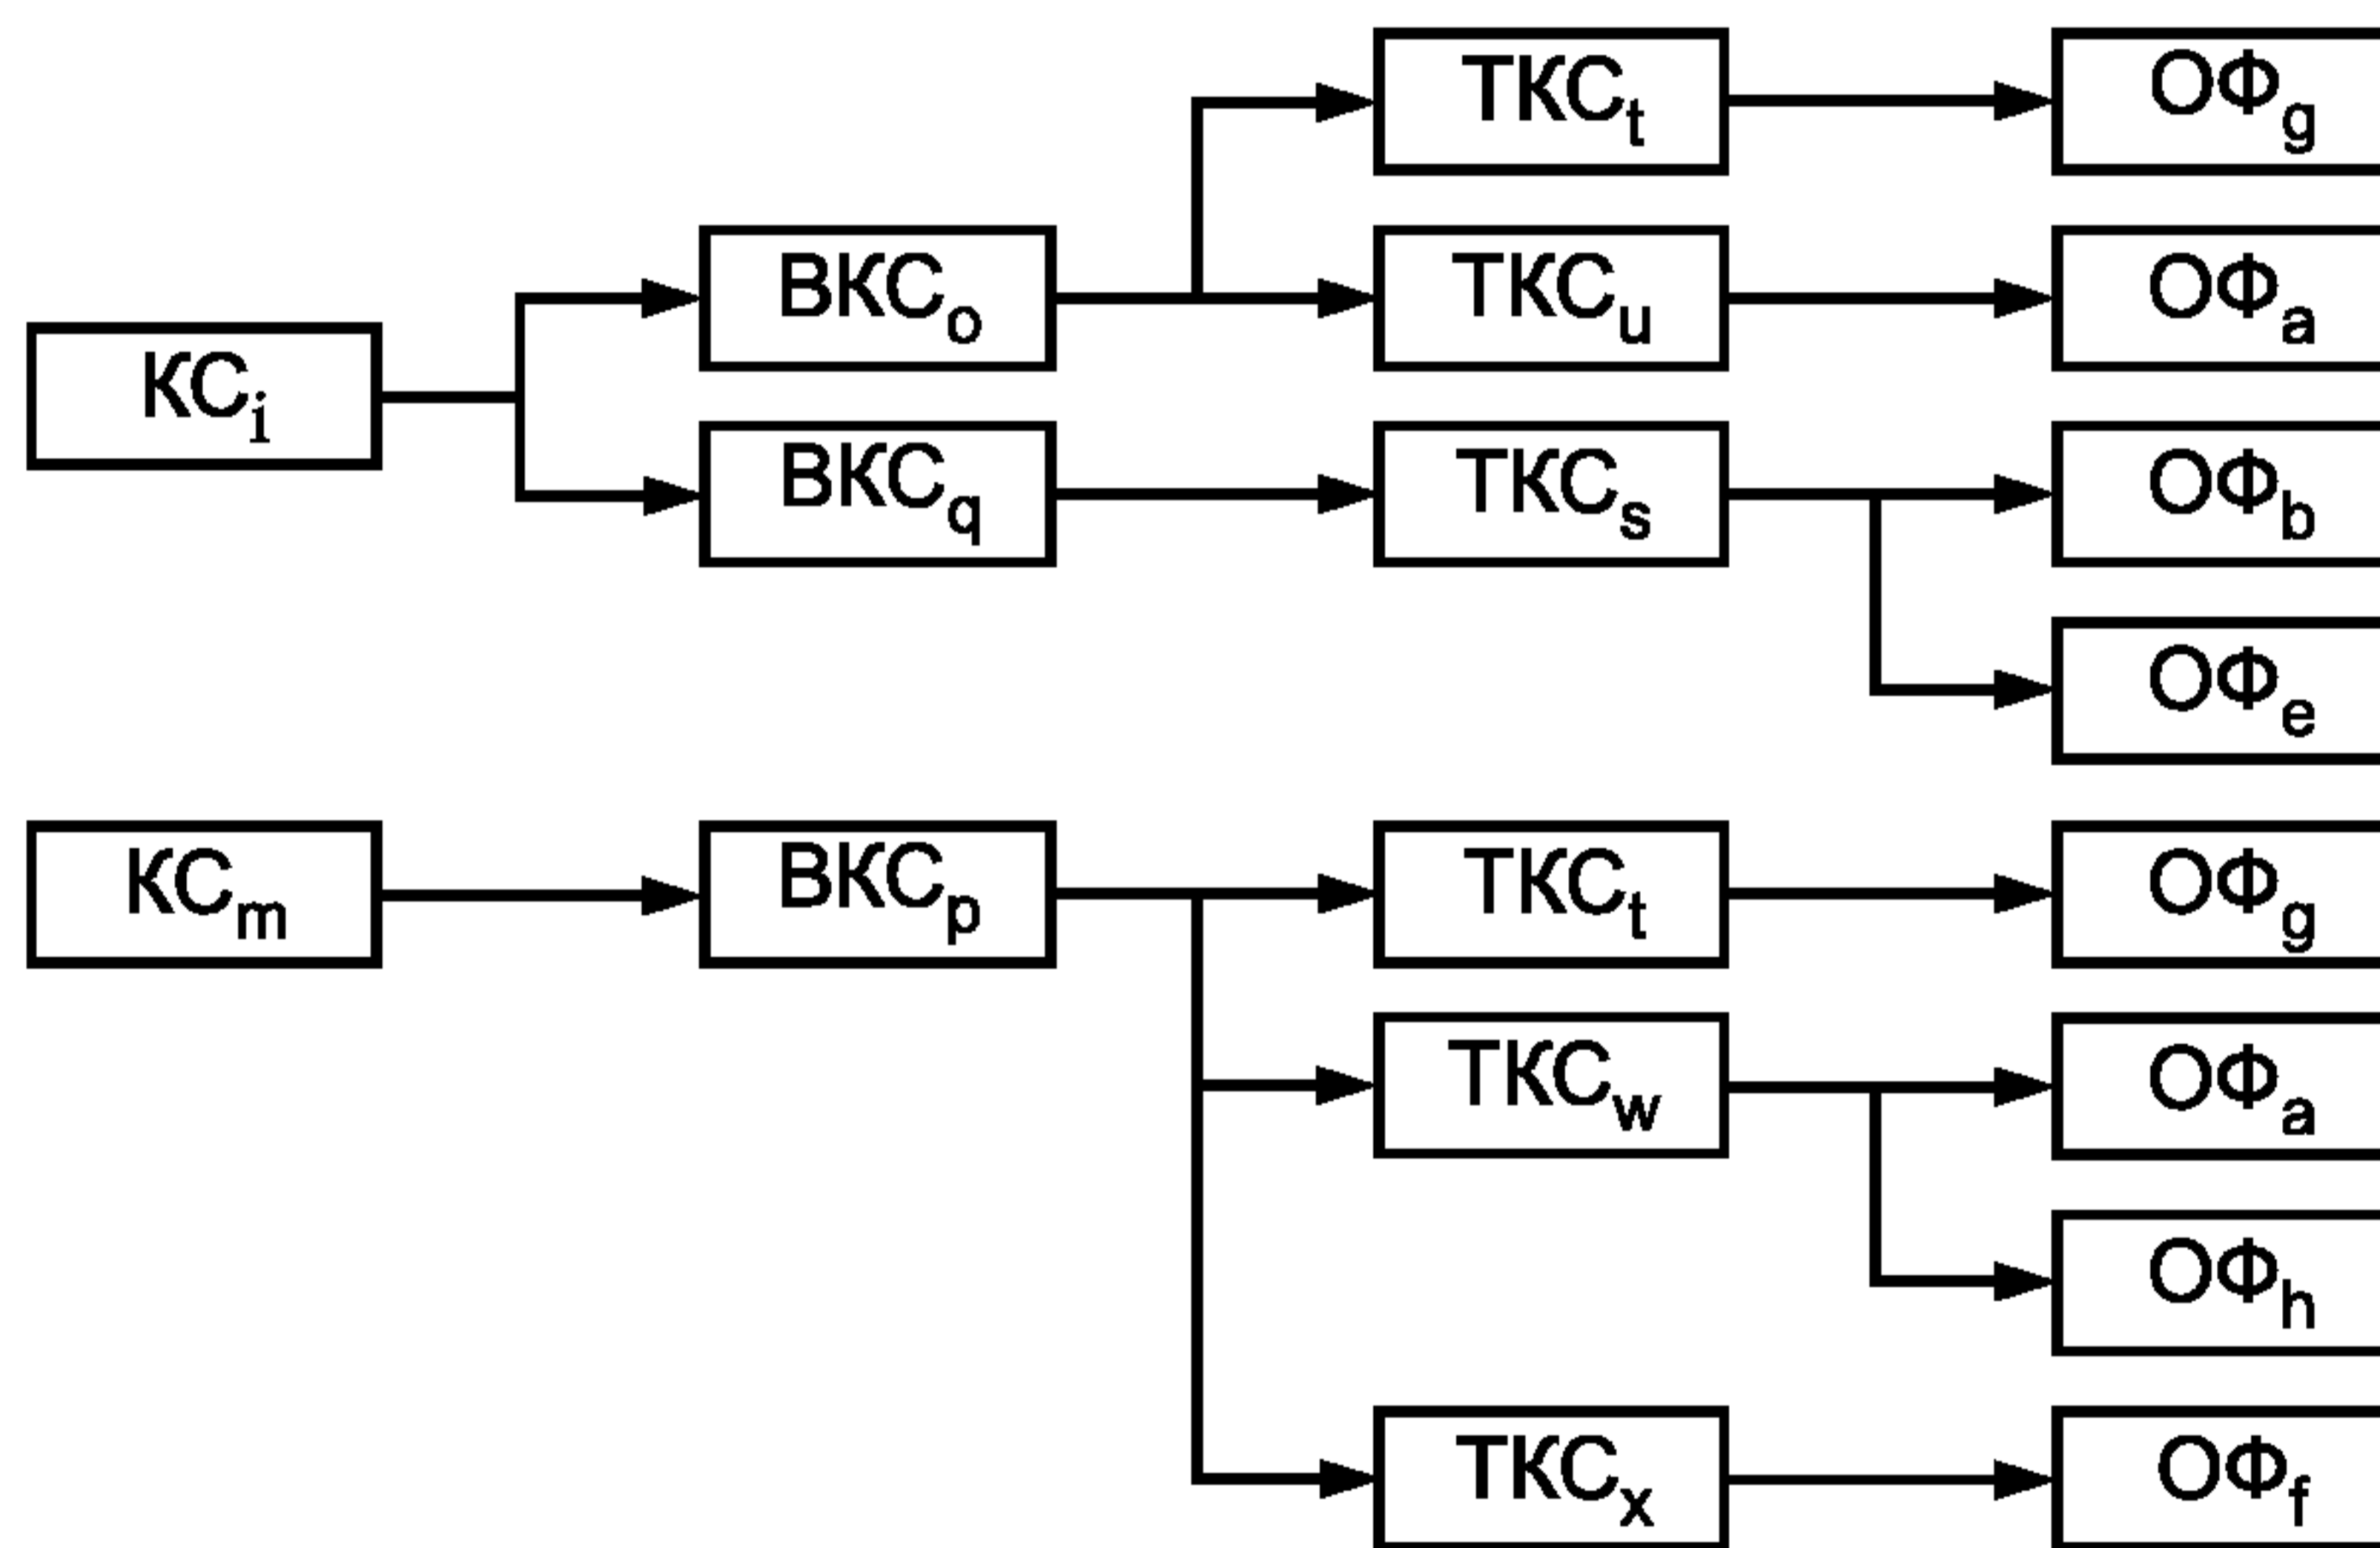 ТКСt ОФg
ВКСo ТКСu ОФa
КСi
ВКСq ТКСs ОФb
ОФe
КСm ВКСp ТКСt ОФg
ТКСw ОФa
ОФh
ТКСx ОФf